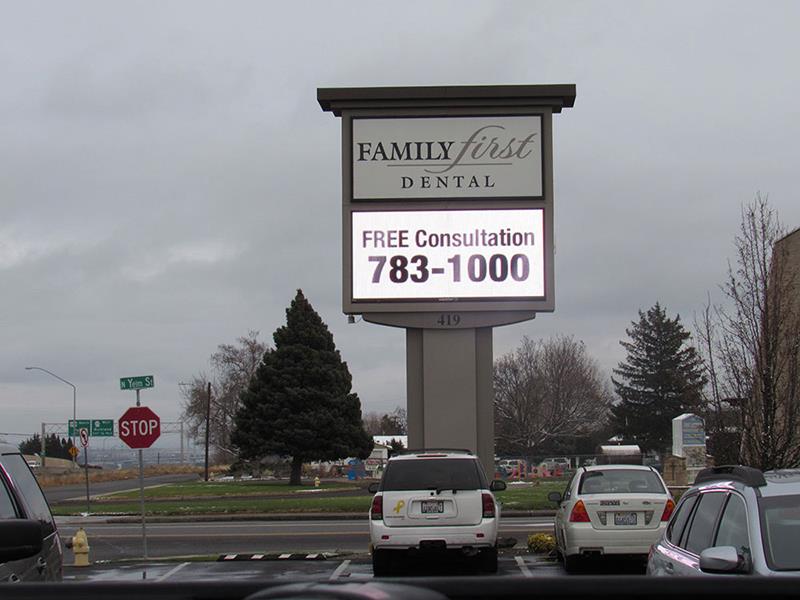 FAMILY first
DENTAL
FREE Consultation
783-1000
419
N Yelm St
STOP